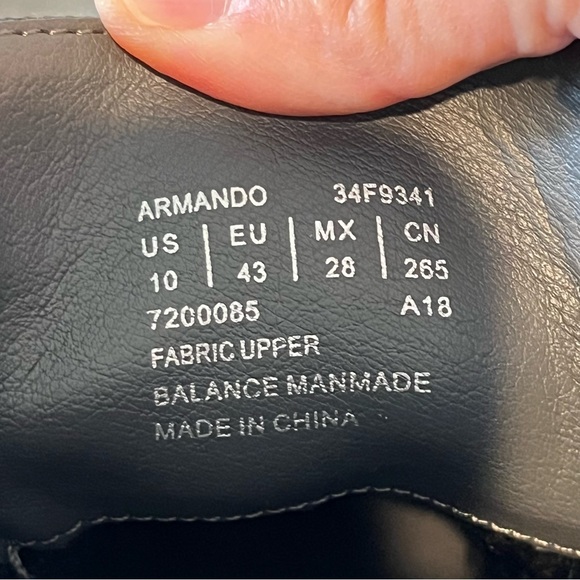 ARMANDO 34F9341
US | EU | MX | CN
10 | 43 | 28 | 265
7200085 A18
FABRIC UPPER
BALANCE MANMADE
MADE IN CHINA